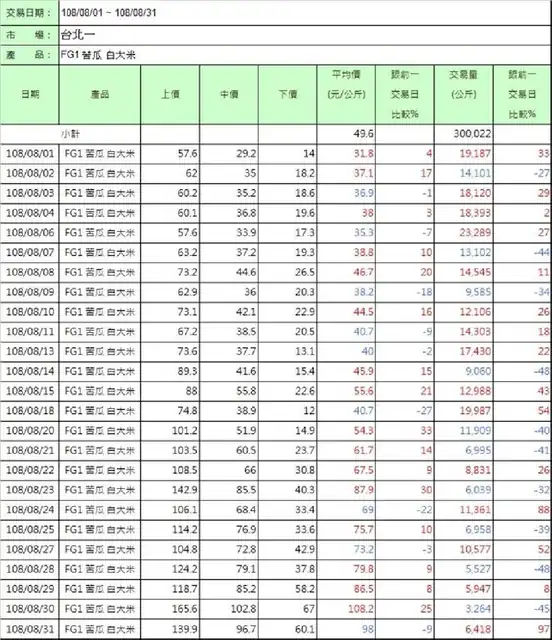 交易日期： 108/08/01 ~ 108/08/31
市 場： 台北一
產 品： FG1 苦瓜 白大米
日期 產品 上價 中價 下價 平均價 (元/公斤) 跟前一 交易日 比較% 交易量 (公斤) 跟前一 交易日 比較%
小計 49.6 300,022
108/08/01 FG1 苦瓜 白大米 57.6 29.2 14 31.8 4 19,187 33
108/08/02 FG1 苦瓜 白大米 62 35 18.2 37.1 17 14,101 -27
108/08/03 FG1 苦瓜 白大米 60.2 35.2 18.6 36.9 -1 18,120 29
108/08/04 FG1 苦瓜 白大米 60.1 36.8 19.6 38 3 18,393 2
108/08/06 FG1 苦瓜 白大米 57.6 33.9 17.3 35.3 -7 23,289 27
108/08/07 FG1 苦瓜 白大米 63.2 37.2 19.3 38.8 10 13,102 -44
108/08/08 FG1 苦瓜 白大米 73.2 44.6 26.5 46.7 20 14,545 11
108/08/09 FG1 苦瓜 白大米 62.9 36 20.3 38.2 -18 9,585 -34
108/08/10 FG1 苦瓜 白大米 73.1 42.1 22.9 44.5 16 12,106 26
108/08/11 FG1 苦瓜 白大米 67.2 38.5 20.5 40.7 -9 14,303 18
108/08/13 FG1 苦瓜 白大米 73.6 37.7 13.1 40 -2 17,430 22
108/08/14 FG1 苦瓜 白大米 89.3 41.6 15.4 45.9 15 9,060 -48
108/08/15 FG1 苦瓜 白大米 88 55.8 22.6 55.6 21 12,988 43
108/08/18 FG1 苦瓜 白大米 74.8 38.9 12 40.7 -27 19,987 54
108/08/20 FG1 苦瓜 白大米 101.2 51.9 14.9 54.3 33 11,909 -40
108/08/21 FG1 苦瓜 白大米 103.5 60.5 23.7 61.7 14 6,995 -41
108/08/22 FG1 苦瓜 白大米 108.5 66 30.8 67.5 9 8,831 26
108/08/23 FG1 苦瓜 白大米 142.9 85.5 40.3 87.9 30 6,039 -32
108/08/24 FG1 苦瓜 白大米 106.1 68.4 33.4 69 -22 11,361 88
108/08/25 FG1 苦瓜 白大米 114.2 76.9 33.6 75.7 10 6,958 -39
108/08/27 FG1 苦瓜 白大米 104.8 72.8 42.9 73.2 -3 10,577 52
108/08/28 FG1 苦瓜 白大米 124.2 79.1 37.8 79.8 9 5,527 -48
108/08/29 FG1 苦瓜 白大米 118.7 85.2 58.2 86.5 8 5,947 8
108/08/30 FG1 苦瓜 白大米 165.6 102.8 67 108.2 25 3,264 -45
108/08/31 FG1 苦瓜 白大米 139.9 96.7 60.1 98 -9 6,418 97